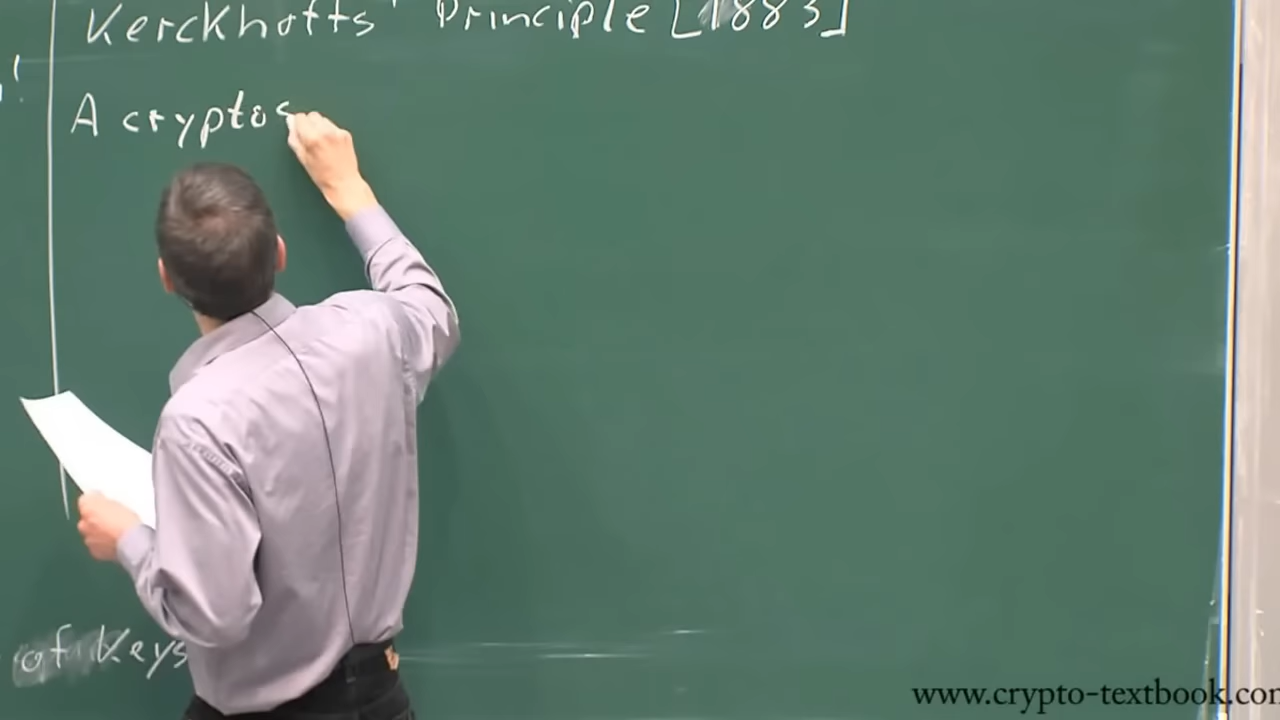 Kerckhoffs' Principle [1883]
A cryptos
of Keys
www.crypto-textbook.com